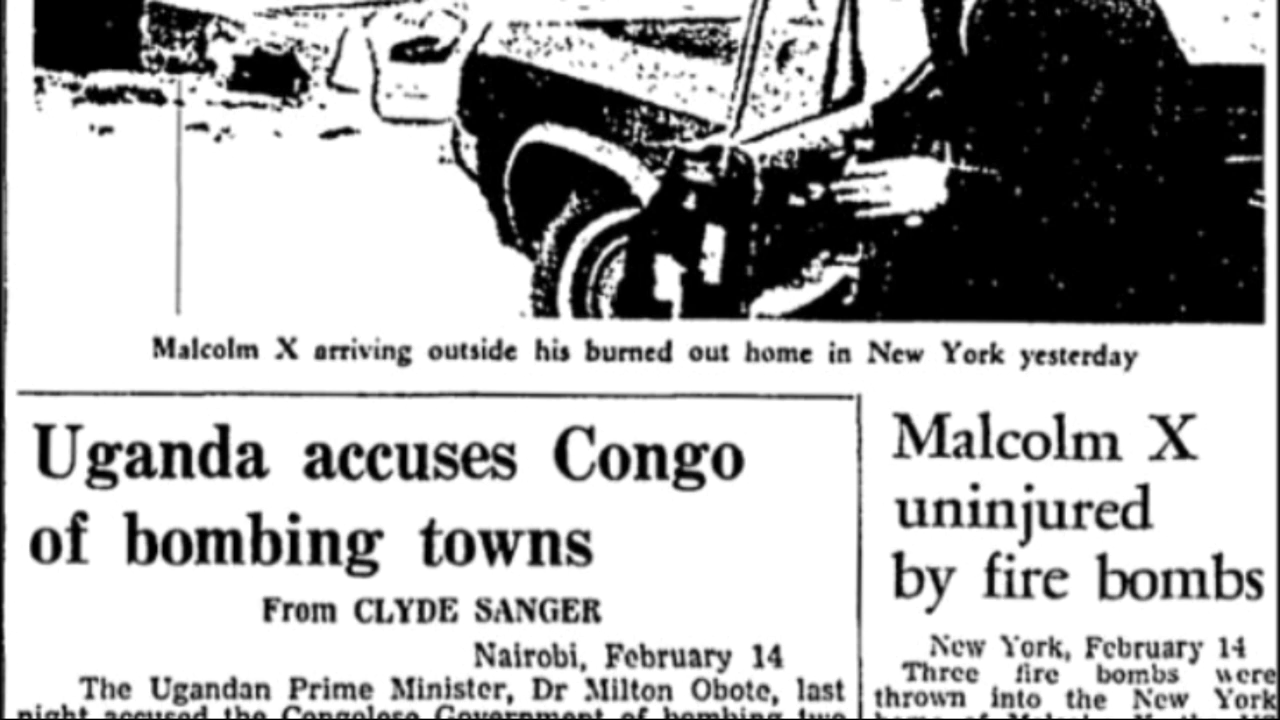 Malcolm X arriving outside his burned out home in New York yesterday
Uganda accuses Congo
of bombing towns
From CLYDE SANGER
Nairobi, February 14
The Ugandan Prime Minister, Dr Milton Obote, last
night accused the Congolese Government of bombing two
Malcolm X
uninjured
by fire bombs
New York, February 14
Three fire bombs were
thrown into the New York